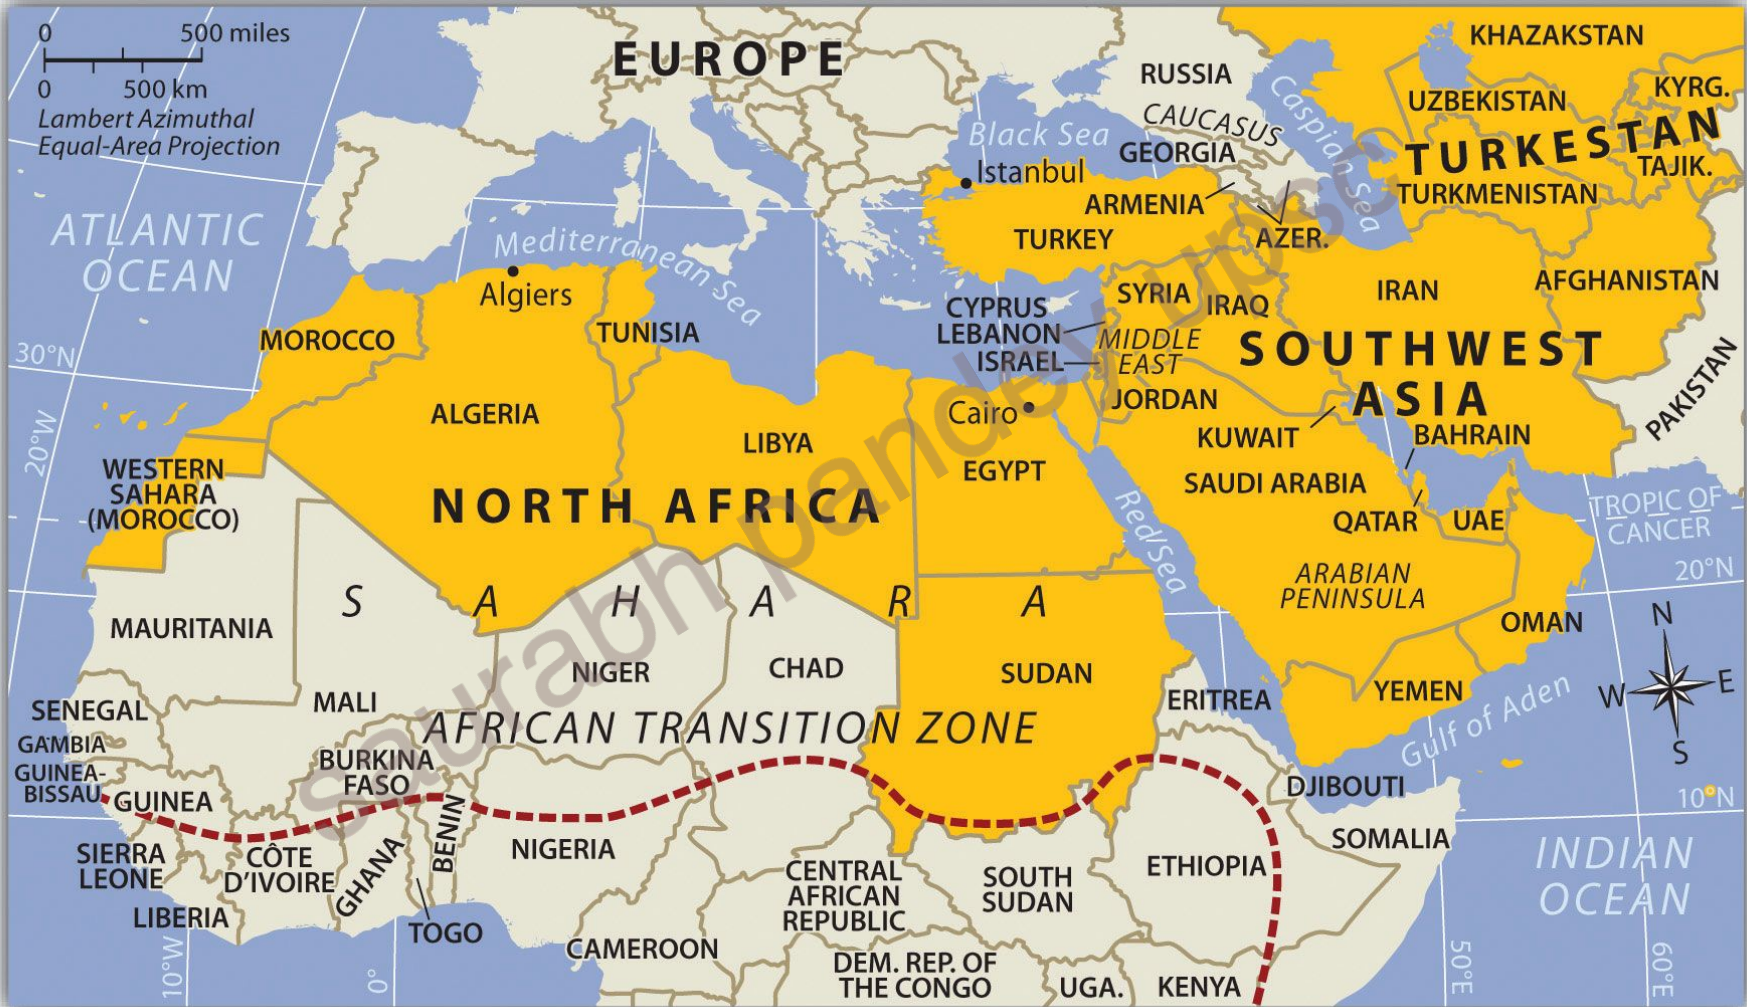 0 500 miles
0 500 km
Lambert Azimuthal
Equal-Area Projection
EUROPE
RUSSIA
CAUCASUS
GEORGIA
Black Sea
Caspian Sea
KHAZAKSTAN
UZBEKISTAN
KYRG.
TURKESTAN
TAJIK.
TURKMENISTAN
Istanbul
ARMENIA
AZER.
TURKEY
ATLANTIC
OCEAN
Mediterranean Sea
Algiers
MOROCCO
TUNISIA
CYPRUS
LEBANON
ISRAEL
SYRIA
IRAQ
MIDDLE
EAST
JORDAN
IRAN
AFGHANISTAN
SOUTHWEST
ASIA
PAKISTAN
30°N
20°W
ALGERIA
LIBYA
Cairo
EGYPT
KUWAIT
BAHRAIN
SAUDI ARABIA
QATAR
UAE
TROPIC OF
CANCER
20°N
WESTERN
SAHARA
(MOROCCO)
NORTH AFRICA
Red Sea
ARABIAN
PENINSULA
OMAN
SAHARA
MAURITANIA
MALI
NIGER
CHAD
SUDAN
ERITREA
YEMEN
Gulf of Aden
N
W
E
S
AFRICAN TRANSITION ZONE
SENEGAL
GAMBIA
GUINEA-
BISSAU
GUINEA
BURKINA
FASO
BENIN
NIGERIA
DJIBOUTI
SOMALIA
10°N
SIERRA
LEONE
CÔTE
D'IVOIRE
GHANA
LIBERIA
TOGO
CAMEROON
CENTRAL
AFRICAN
REPUBLIC
SOUTH
SUDAN
ETHIOPIA
INDIAN
OCEAN
DEM. REP. OF
THE CONGO
UGA.
KENYA
10°W
0°
50°E
60°E
saurabh pandey upsc